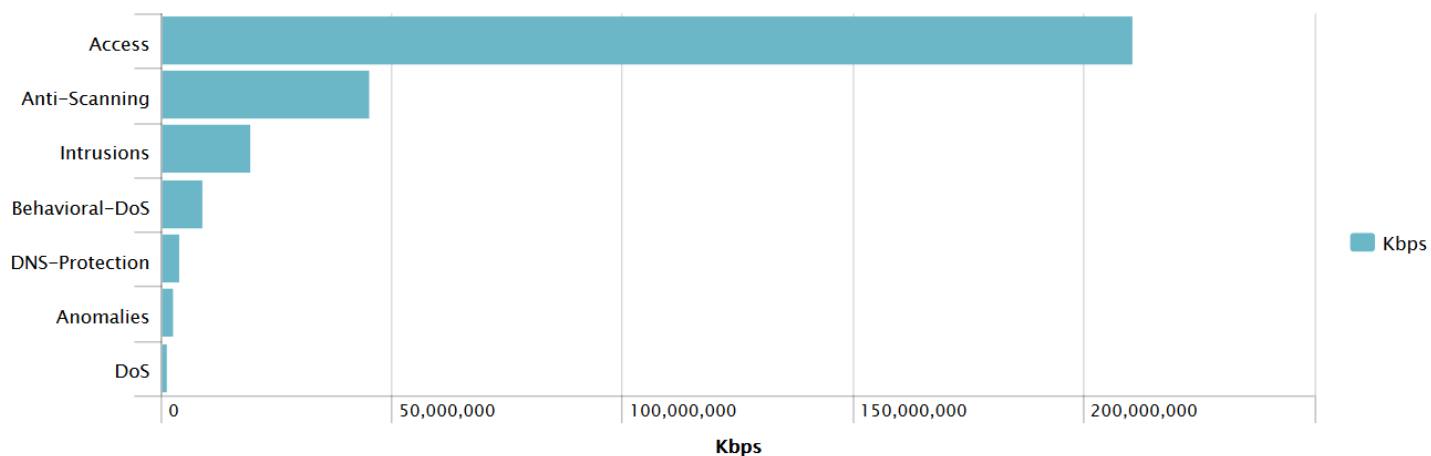 Access
Anti-Scanning
Intrusions
Behavioral-DoS
DNS-Protection
Anomalies
DoS
0 50,000,000 100,000,000 150,000,000 200,000,000
Kbps
Kbps